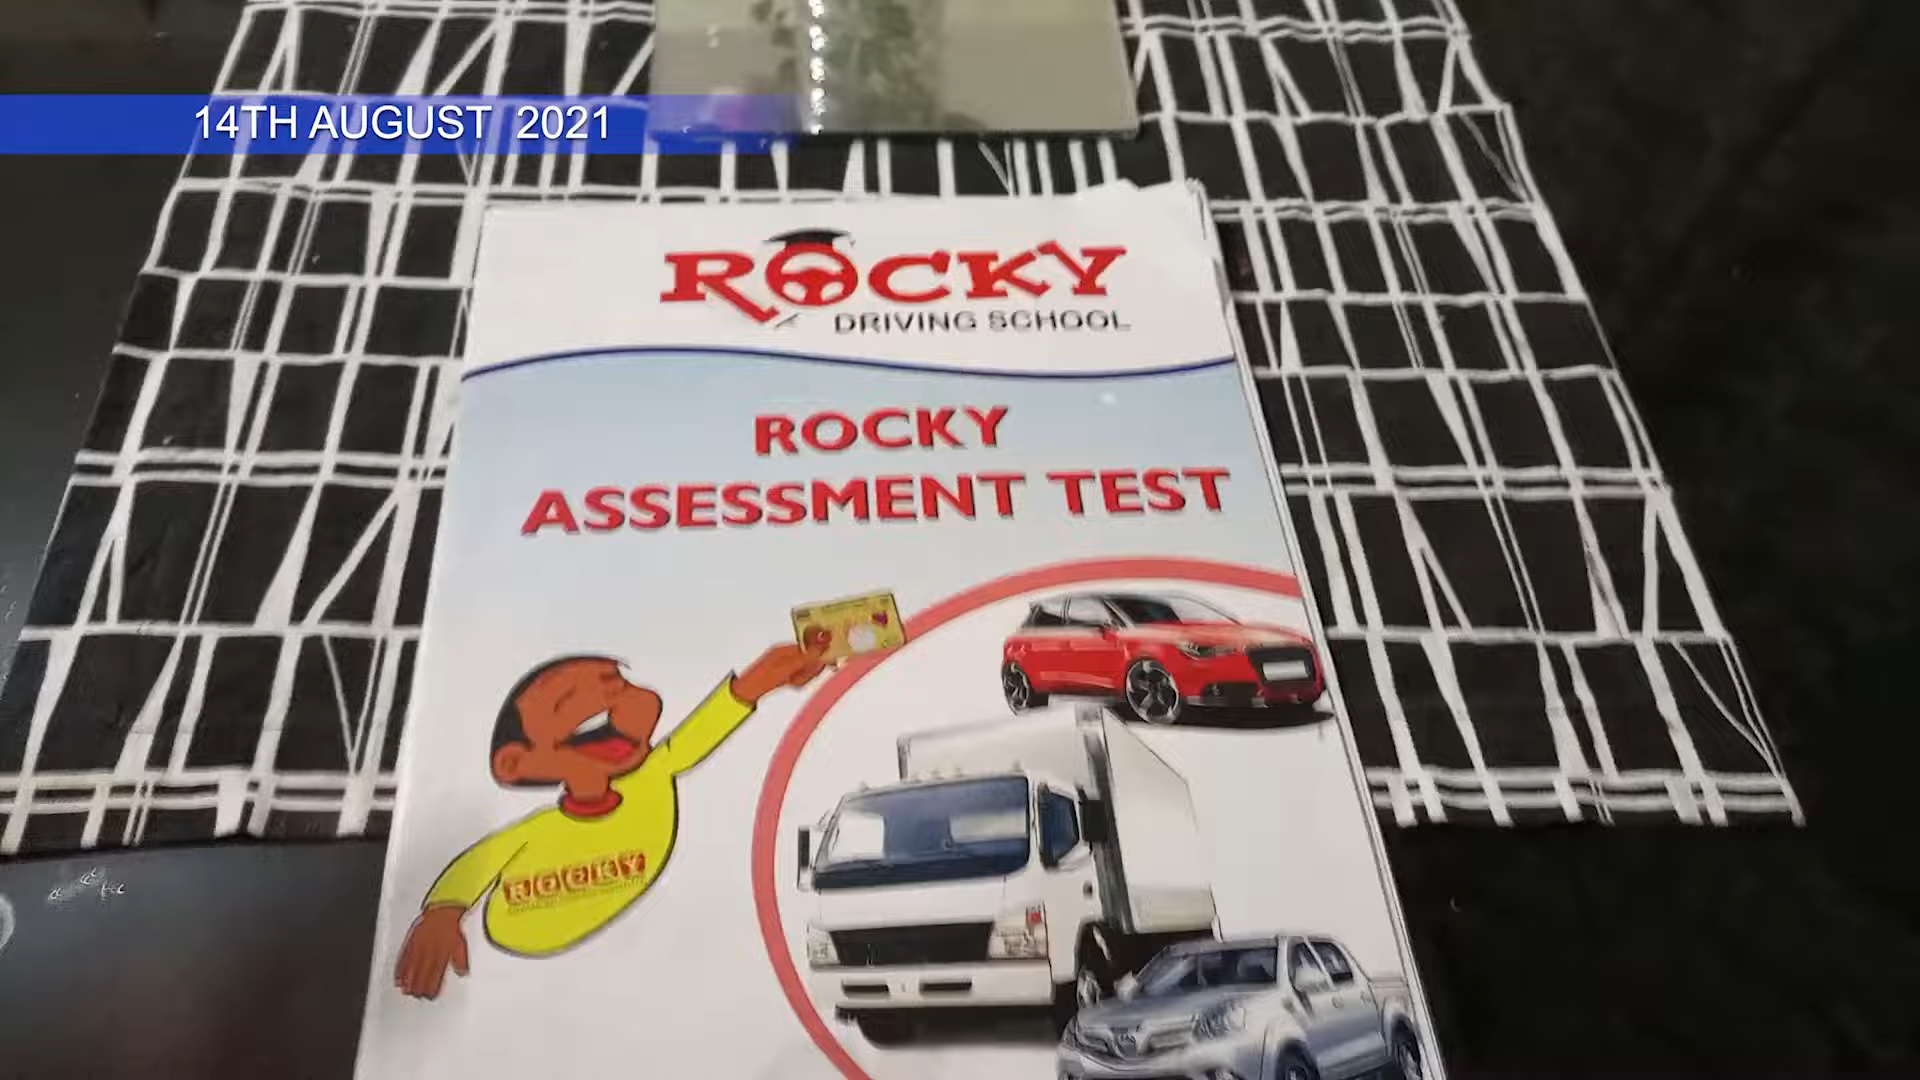 14TH AUGUST 2021
ROCKY
DRIVING SCHOOL
ROCKY
ASSESSMENT TEST
ROCKY